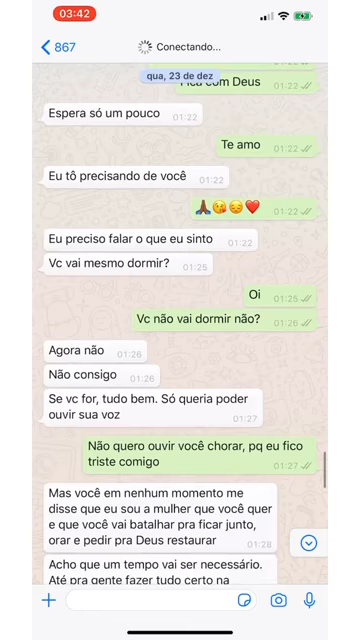 03:42
867
Conectando...
qua, 23 de dez
Fica com Deus
01:22
Espera só um pouco
01:22
Te amo
01:22
Eu tô precisando de você
01:22
🙏🏾😘😔❤️
01:22
Eu preciso falar o que eu sinto
01:22
Vc vai mesmo dormir?
01:25
Oi
01:25
Vc não vai dormir não?
01:26
Agora não
01:26
Não consigo
01:26
Se vc for, tudo bem. Só queria poder
ouvir sua voz
01:27
Não quero ouvir você chorar, pq eu fico
triste comigo
01:27
Mas você em nenhum momento me
disse que eu sou a mulher que você quer
e que você vai batalhar pra ficar junto,
orar e pedir pra Deus restaurar
01:28
Acho que um tempo vai ser necessário.
Até pra gente fazer tudo certo na